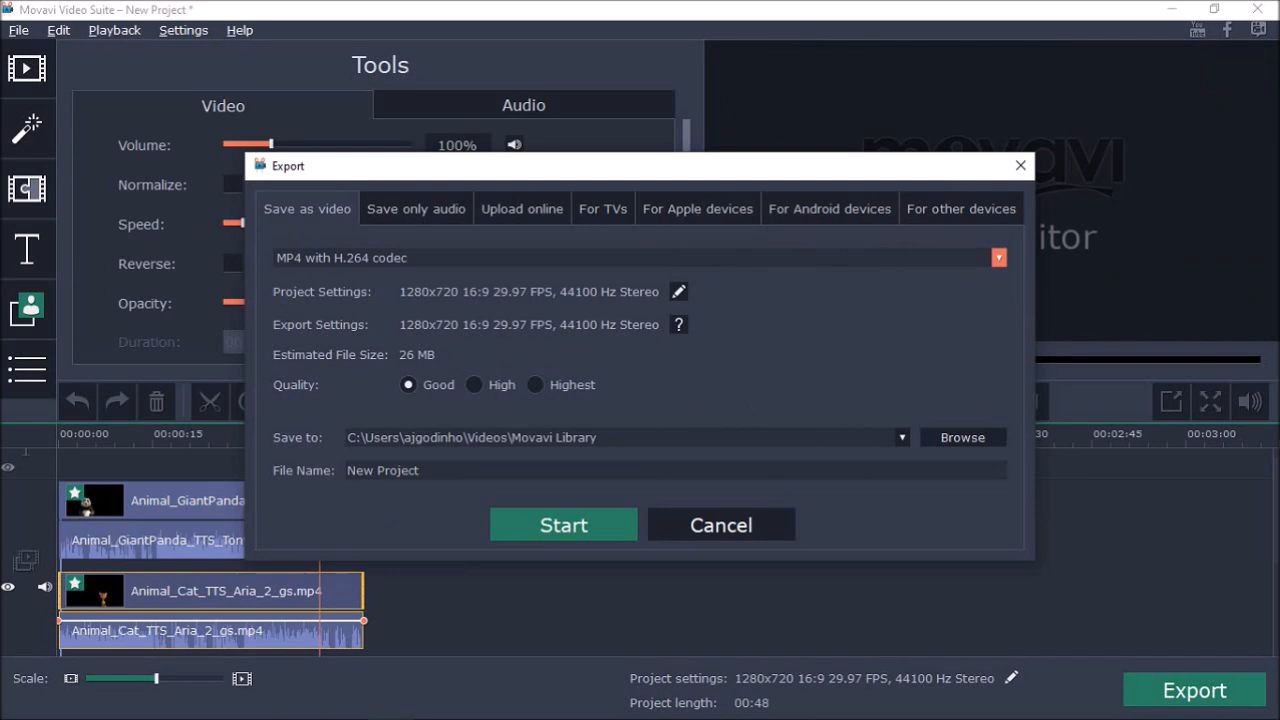 Movavi Video Suite – New Project *
File Edit Playback Settings Help
You
Tube
Tools
Video Audio
Volume: 100%
Normalize:
Speed:
Reverse:
Opacity:
Duration: 00
movavi
itor
Export
Save as video Save only audio Upload online For TVs For Apple devices For Android devices For other devices
MP4 with H.264 codec
Project Settings: 1280x720 16:9 29.97 FPS, 44100 Hz Stereo
Export Settings: 1280x720 16:9 29.97 FPS, 44100 Hz Stereo ?
Estimated File Size: 26 MB
Quality: Good High Highest
Save to: C:\Users\ajgodinho\Videos\Movavi Library Browse
File Name: New Project
Start Cancel
00:00:00 00:00:15 :30 00:02:45 00:03:00
Animal_GiantPanda
Animal_GiantPanda_TTS_Ton
Animal_Cat_TTS_Aria_2_gs.mp4
Animal_Cat_TTS_Aria_2_gs.mp4
Scale: Project settings: 1280x720 16:9 29.97 FPS, 44100 Hz Stereo
Project length: 00:48
Export